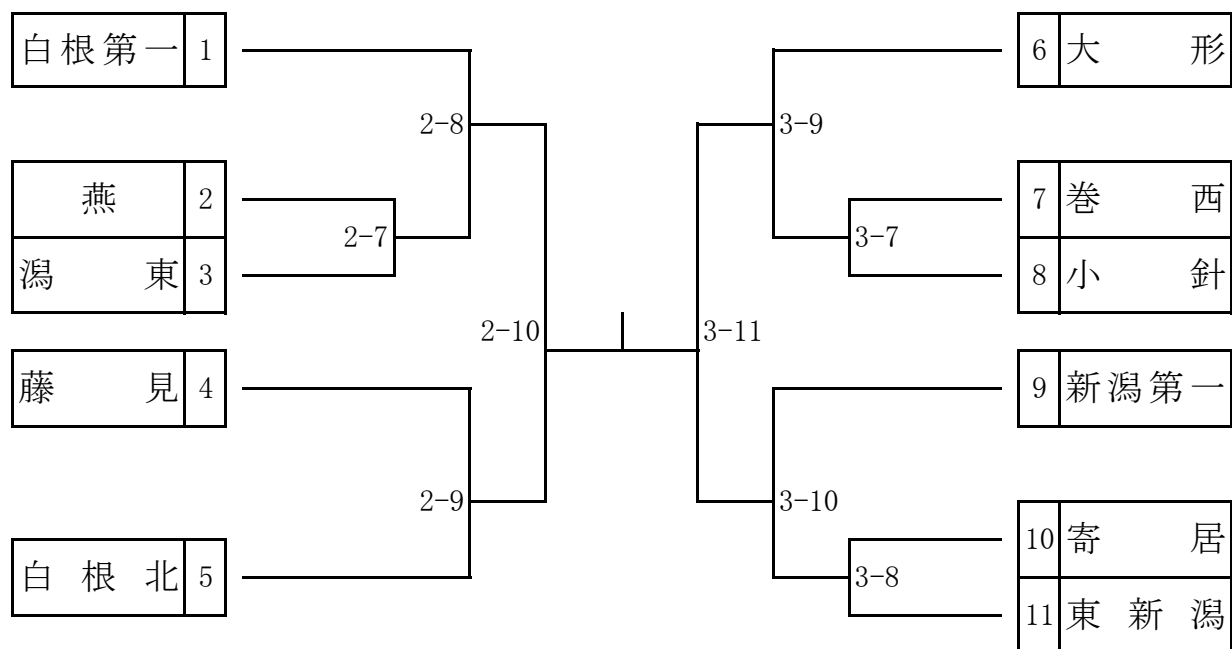 白根第一 1
6 大形
2-8
3-9
燕 2
7 巻西
2-7
3-7
潟東 3
8 小針
2-10
3-11
藤見 4
9 新潟第一
2-9
3-10
10 寄居
白根北 5
3-8
11 東新潟